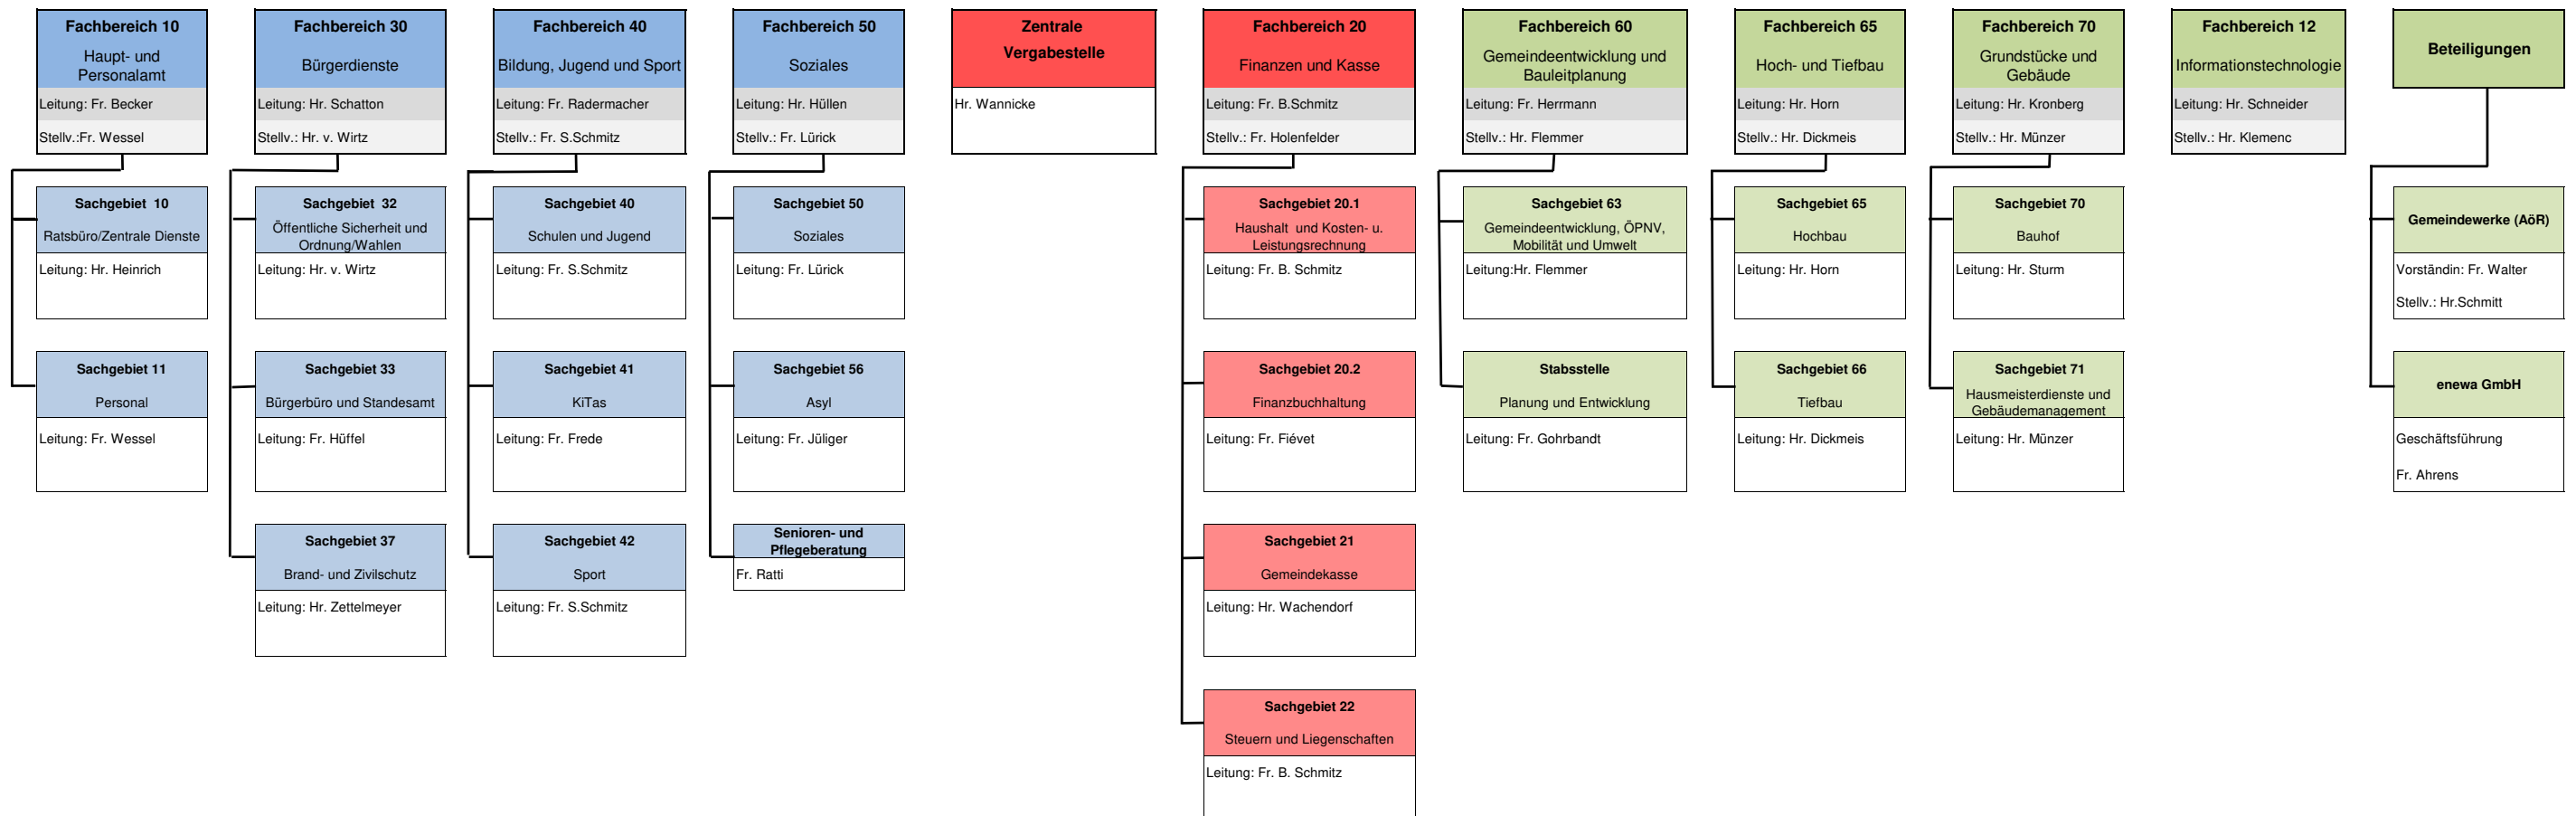 Fachbereich 10
Haupt- und
Personalamt
Leitung: Fr. Becker
Stellv.:Fr. Wessel
Sachgebiet  10
Ratsbüro/Zentrale Dienste
Leitung: Hr. Heinrich
Sachgebiet 11
Personal
Leitung: Fr. Wessel
Fachbereich 30
Bürgerdienste
Leitung: Hr. Schatton
Stellv.: Hr. v. Wirtz
Sachgebiet  32
Öffentliche Sicherheit und
Ordnung/Wahlen
Leitung: Hr. v. Wirtz
Sachgebiet 33
Bürgerbüro und Standesamt
Leitung: Fr. Hüffel
Sachgebiet 37
Brand- und Zivilschutz
Leitung: Hr. Zettelmeyer
Fachbereich 40
Bildung, Jugend und Sport
Leitung: Fr. Radermacher
Stellv.: Fr. S.Schmitz
Sachgebiet 40
Schulen und Jugend
Leitung: Fr. S.Schmitz
Sachgebiet 41
KiTas
Leitung: Fr. Frede
Sachgebiet 42
Sport
Leitung: Fr. S.Schmitz
Fachbereich 50
Soziales
Leitung: Hr. Hüllen
Stellv.: Fr. Lürick
Sachgebiet 50
Soziales
Leitung: Fr. Lürick
Sachgebiet 56
Asyl
Leitung: Fr. Jüliger
Senioren- und
Pflegeberatung
Fr. Ratti
Zentrale
Vergabestelle
Hr. Wannicke
Fachbereich 20
Finanzen und Kasse
Leitung: Fr. B.Schmitz
Stellv.: Fr. Holenfelder
Sachgebiet 20.1
Haushalt  und Kosten- u.
Leistungsrechnung
Leitung: Fr. B. Schmitz
Sachgebiet 20.2
Finanzbuchhaltung
Leitung: Fr. Fiévet
Sachgebiet 21
Gemeindekasse
Leitung: Hr. Wachendorf
Sachgebiet 22
Steuern und Liegenschaften
Leitung: Fr. B. Schmitz
Fachbereich 60
Gemeindeentwicklung und
Bauleitplanung
Leitung: Fr. Herrmann
Stellv.: Hr. Flemmer
Sachgebiet 63
Gemeindeentwicklung, ÖPNV,
Mobilität und Umwelt
Leitung:Hr. Flemmer
Stabsstelle
Planung und Entwicklung
Leitung: Fr. Gohrbandt
Fachbereich 65
Hoch- und Tiefbau
Leitung: Hr. Horn
Stellv.: Hr. Dickmeis
Sachgebiet 65
Hochbau
Leitung: Hr. Horn
Sachgebiet 66
Tiefbau
Leitung: Hr. Dickmeis
Fachbereich 70
Grundstücke und
Gebäude
Leitung: Hr. Kronberg
Stellv.: Hr. Münzer
Sachgebiet 70
Bauhof
Leitung: Hr. Sturm
Sachgebiet 71
Hausmeisterdienste und
Gebäudemanagement
Leitung: Hr. Münzer
Fachbereich 12
Informationstechnologie
Leitung: Hr. Schneider
Stellv.: Hr. Klemenc
Beteiligungen
Gemeindewerke (AöR)
Vorständin: Fr. Walter
Stellv.: Hr.Schmitt
enewa GmbH
Geschäftsführung
Fr. Ahrens